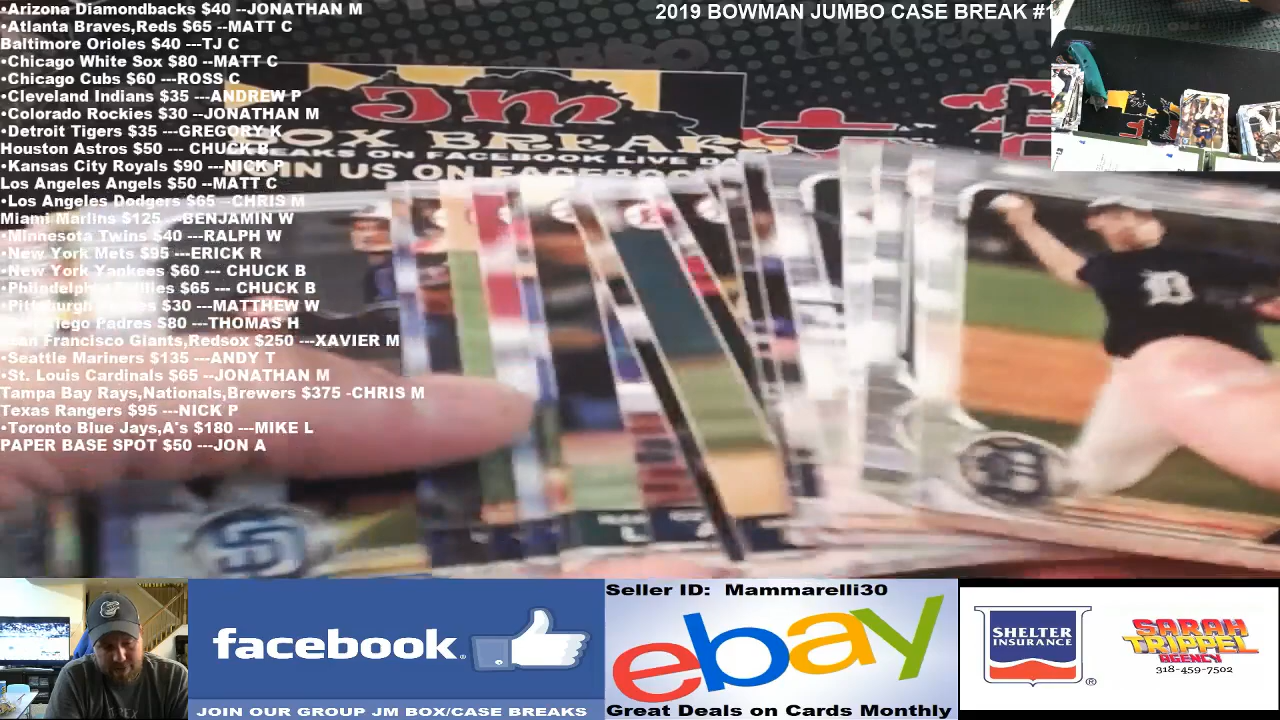 •Arizona Diamondbacks $40 --JONATHAN M
•Atlanta Braves,Reds $65 --MATT C
Baltimore Orioles $40 ---TJ C
•Chicago White Sox $80 --MATT C
•Chicago Cubs $60 ---ROSS C
•Cleveland Indians $35 ---ANDREW P
•Colorado Rockies $30 --JONATHAN M
•Detroit Tigers $35 ---GREGORY K
Houston Astros $50 --- CHUCK B
•Kansas City Royals $90 ---NICK P
Los Angeles Angels $50 --MATT C
•Los Angeles Dodgers $65 --CHRIS M
Miami Marlins $125 ---BENJAMIN W
•Minnesota Twins $40 ---RALPH W
•New York Mets $95 ---ERICK R
•New York Yankees $60 --- CHUCK B
•Philadelphia Phillies $65 --- CHUCK B
•Pittsburgh $30 ---MATTHEW W
Diego Padres $80 ---THOMAS H
Francisco Giants,Redsox $250 ---XAVIER M
•Seattle Mariners $135 ---ANDY T
•St. Louis Cardinals $65 --JONATHAN M
Tampa Bay Rays,Nationals,Brewers $375 -CHRIS M
Texas Rangers $95 ---NICK P
•Toronto Blue Jays,A's $180 ---MIKE L
PAPER BASE SPOT $50 ---JON A
2019 BOWMAN JUMBO CASE BREAK #1
JM
BOX BREAKS
BREAKS ON FACEBOOK LIVE
JOIN US ON FACEBOOK
D
SD
facebook
JOIN OUR GROUP JM BOX/CASE BREAKS
Seller ID: Mammarelli30
ebay
Great Deals on Cards Monthly
SHELTER
INSURANCE
®
SARAH
TRIPPEL
AGENCY
318-459-7502